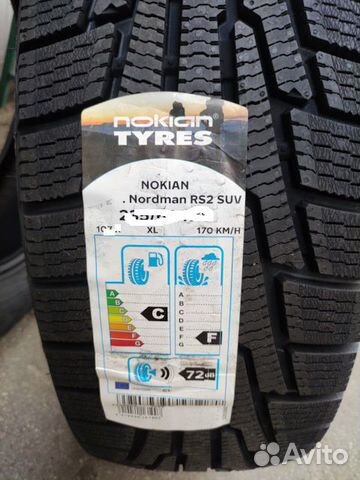 nokian
TYRES
NOKIAN
. Nordman RS2 SUV
XL 170 KM/H
A
B
C
D
E
F
G
C
A
B
C
D
E
F
G
F
72dB
Avito